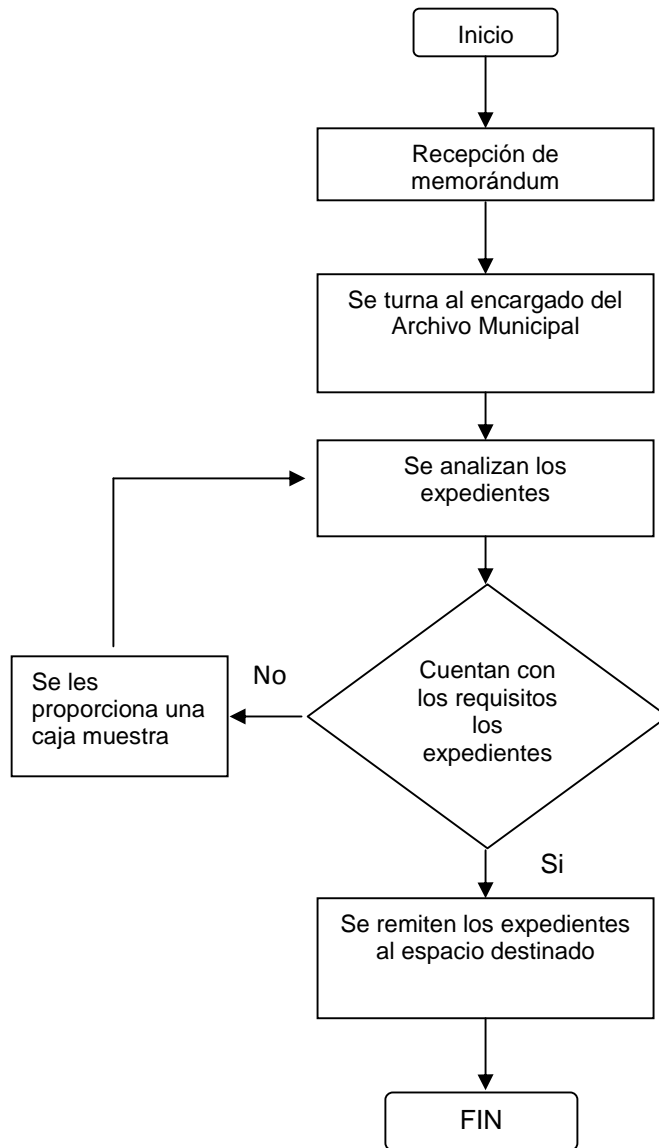 Inicio
Recepción de
memorándum
Se turna al encargado del
Archivo Municipal
Se analizan los
expedientes
Cuentan con
los requisitos
los
expedientes
No
Se les
proporciona una
caja muestra
Si
Se remiten los expedientes
al espacio destinado
FIN